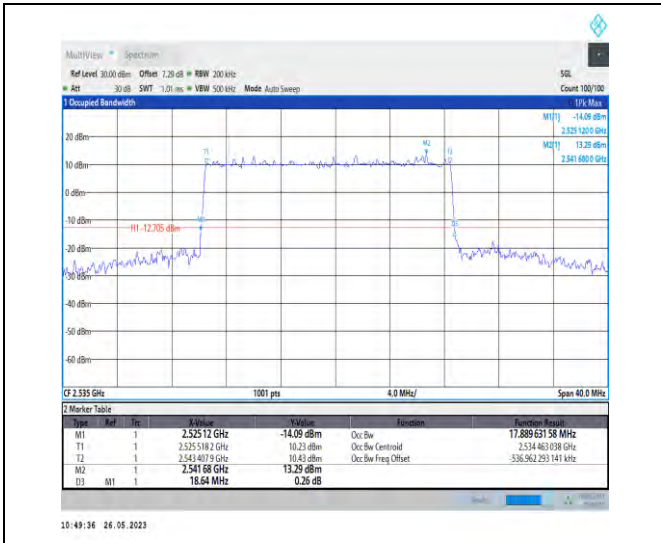 MultiView Spectrum
Ref Level 30.00 dBm Offset 7.29 dB RBW 200 kHz SGL
Att 30 dB SWT 1.01 ms VBW 500 kHz Mode Auto Sweep Count 100/100
1 Occupied Bandwidth 1Pk Max
M1[1] -14.09 dBm
2.525 120 0 GHz
M2[1] 13.29 dBm
2.541 680 0 GHz
20 dBm
T1 M2 T2
10 dBm
0 dBm
-10 dBm
M1 D3
H1 -12.705 dBm
-20 dBm
-30 dBm
-40 dBm
-50 dBm
-60 dBm
CF 2.535 GHz 1001 pts 4.0 MHz/ Span 40.0 MHz
2 Marker Table
Type Ref Trc X-Value Y-Value Function Function Result
M1 1 2.525 12 GHz -14.09 dBm Occ Bw 17.889 631 58 MHz
T1 1 2.525 518 2 GHz 10.23 dBm Occ Bw Centroid 2.534 463 038 GHz
T2 1 2.543 407 9 GHz 10.43 dBm Occ Bw Freq Offset -536.962 293 141 kHz
M2 1 2.541 68 GHz 13.29 dBm
D3 M1 1 18.64 MHz 0.26 dB
10:49:36 26.05.2023